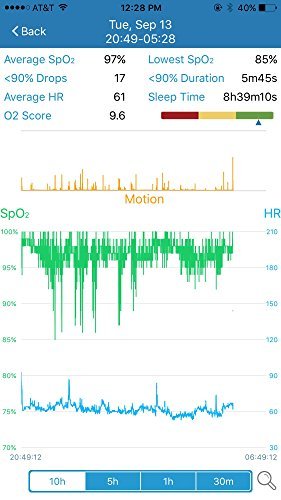 AT&T 12:28 PM 40%
Back Tue, Sep 13
20:49-05:28
Average SpO₂ 97% Lowest SpO₂ 85%
<90% Drops 17 <90% Duration 5m45s
Average HR 61 Sleep Time 8h39m10s
O2 Score 9.6
Motion
SpO₂ HR
100% 210
95% 180
90% 150
85% 120
80% 90
75% 60
70% 30
20:49:12 06:49:12
10h 5h 1h 30m